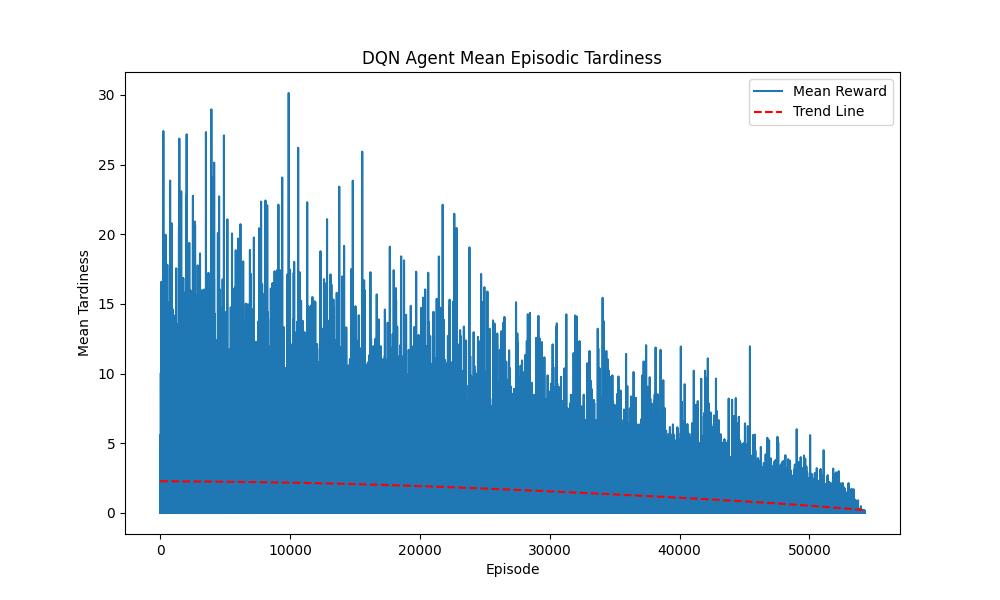 DQN Agent Mean Episodic Tardiness
Mean Reward
Trend Line
30
25
20
15
10
5
0
Mean Tardiness
0 10000 20000 30000 40000 50000
Episode